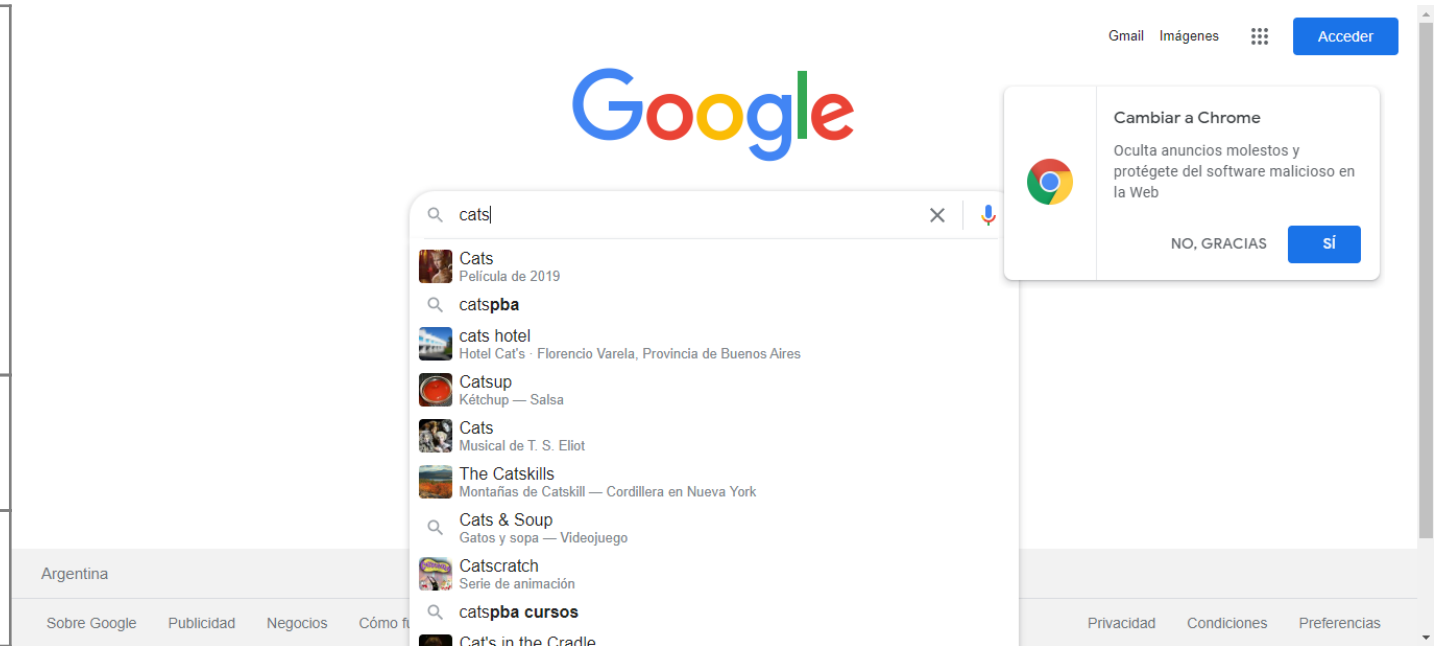 Gmail Imágenes Acceder
Google
Cambiar a Chrome
Oculta anuncios molestos y
protégete del software malicioso en
la Web
NO, GRACIAS SÍ
cats
Cats
Película de 2019
catspba
cats hotel
Hotel Cat's · Florencio Varela, Provincia de Buenos Aires
Catsup
Kétchup — Salsa
Cats
Musical de T. S. Eliot
The Catskills
Montañas de Catskill — Cordillera en Nueva York
Cats & Soup
Gatos y sopa — Videojuego
Catscratch
Serie de animación
catspba cursos
Cat's in the Cradle
Argentina
Sobre Google Publicidad Negocios Cómo Privacidad Condiciones Preferencias